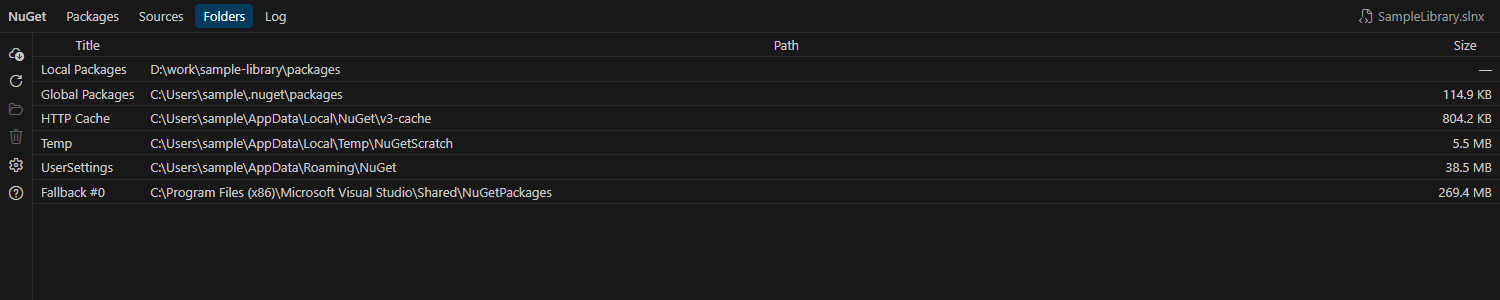 NuGet Packages Sources Folders Log SampleLibrary.slnx
Title Path Size
Local Packages D:\work\sample-library\packages —
Global Packages C:\Users\sample\.nuget\packages 114.9 KB
HTTP Cache C:\Users\sample\AppData\Local\NuGet\v3-cache 804.2 KB
Temp C:\Users\sample\AppData\Local\Temp\NuGetScratch 5.5 MB
UserSettings C:\Users\sample\AppData\Roaming\NuGet 38.5 MB
Fallback #0 C:\Program Files (x86)\Microsoft Visual Studio\Shared\NuGetPackages 269.4 MB